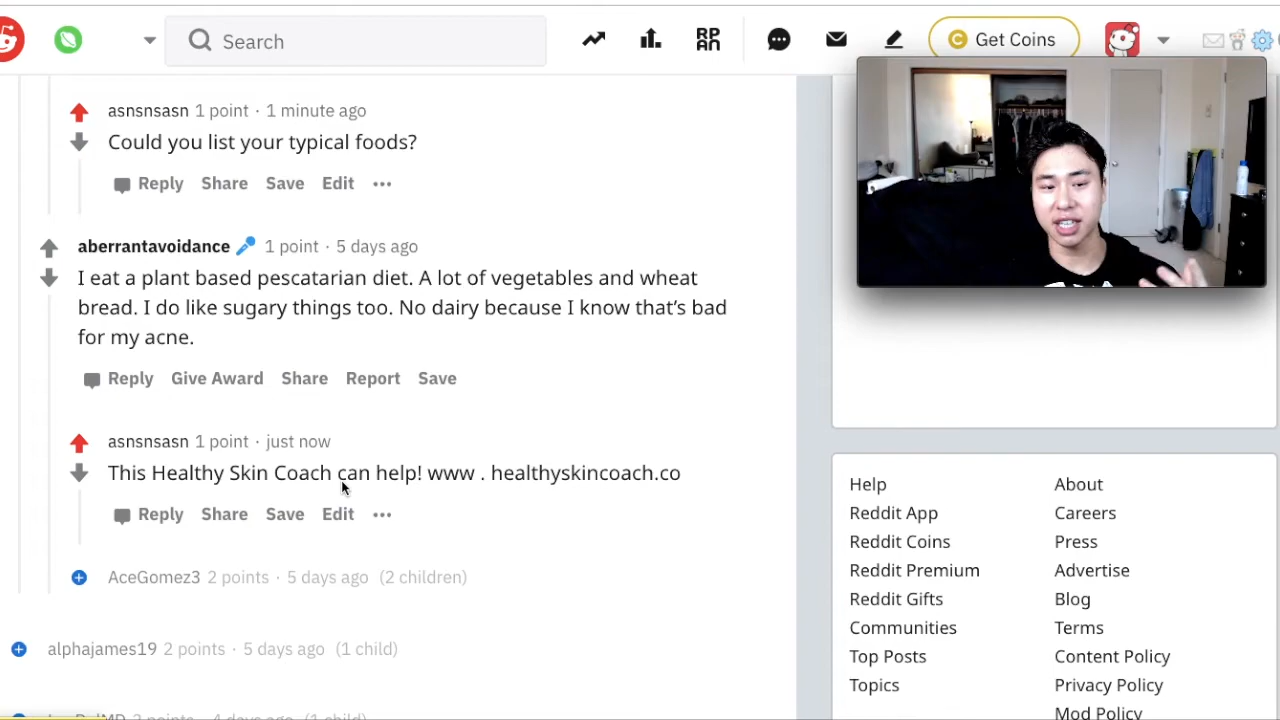 Search
RPAN
Get Coins
asnsnsasn 1 point · 1 minute ago
Could you list your typical foods?
Reply Share Save Edit ···
aberrantavoidance 1 point · 5 days ago
I eat a plant based pescatarian diet. A lot of vegetables and wheat
bread. I do like sugary things too. No dairy because I know that’s bad
for my acne.
Reply Give Award Share Report Save
asnsnsasn 1 point · just now
This Healthy Skin Coach can help! www . healthyskincoach.co
Reply Share Save Edit ···
AceGomez3 2 points · 5 days ago (2 children)
alphajames19 2 points · 5 days ago (1 child)
Help About
Reddit App Careers
Reddit Coins Press
Reddit Premium Advertise
Reddit Gifts Blog
Communities Terms
Top Posts Content Policy
Topics Privacy Policy
Mod Policy